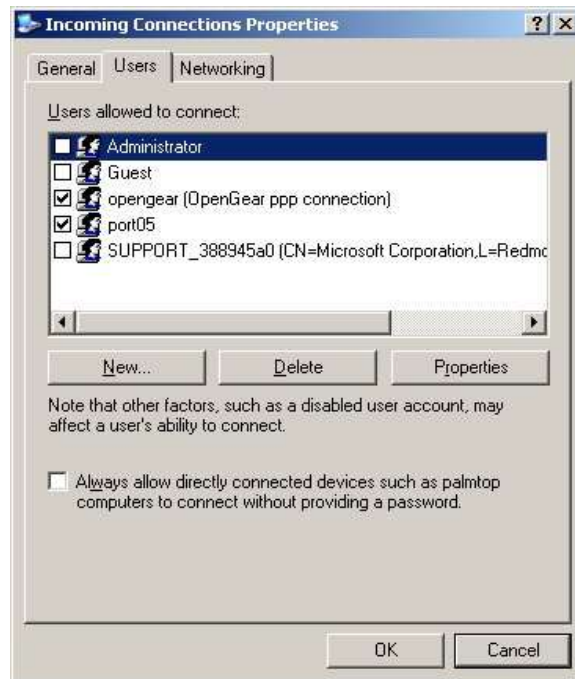 Incoming Connections Properties
General Users Networking
Users allowed to connect:
Administrator
Guest
opengear (OpenGear ppp connection)
port05
SUPPORT_388945a0 (CN=Microsoft Corporation,L=Redmo
New... Delete Properties
Note that other factors, such as a disabled user account, may
affect a user's ability to connect.
Always allow directly connected devices such as palmtop
computers to connect without providing a password.
OK Cancel